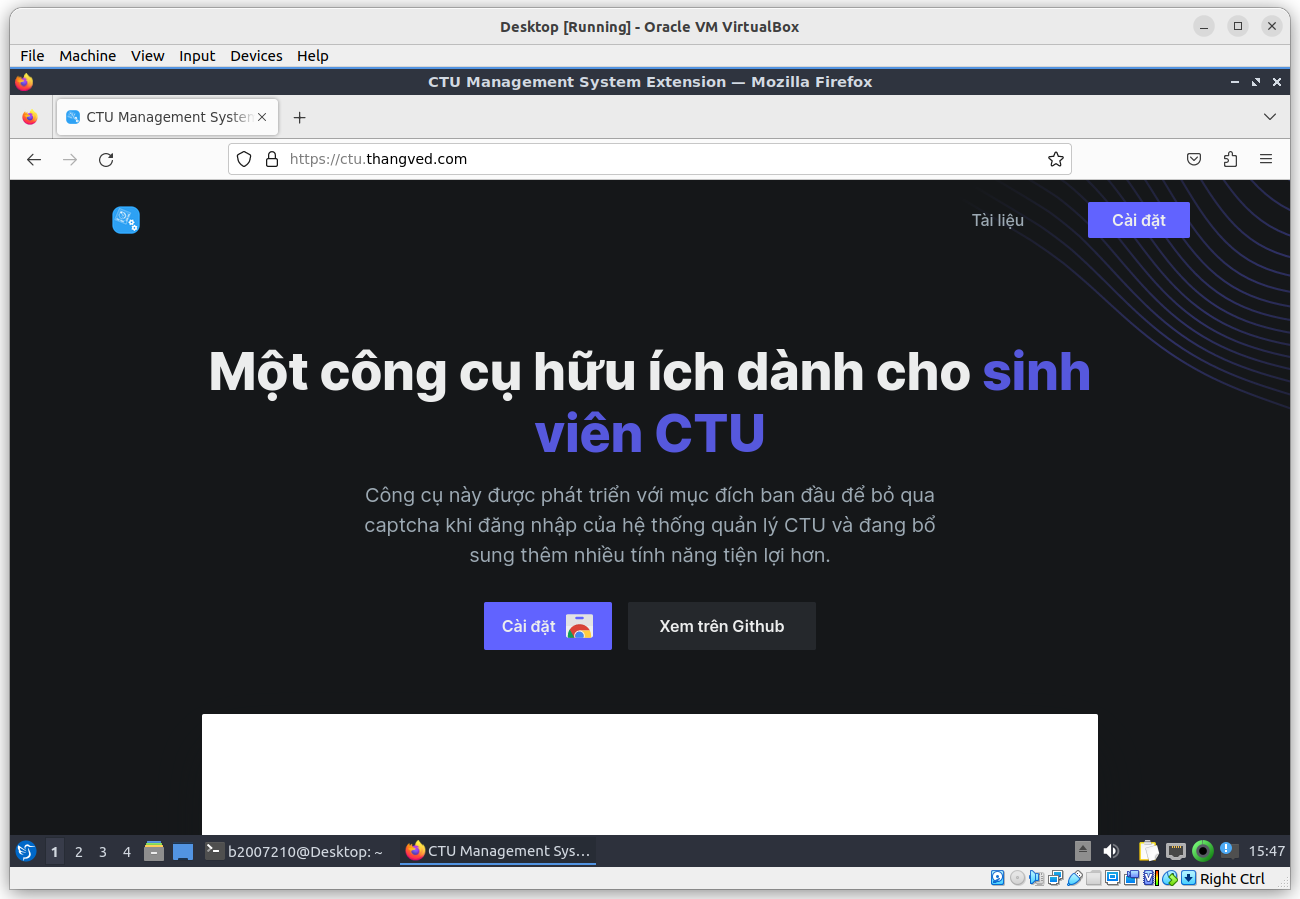 Desktop [Running] - Oracle VM VirtualBox
File Machine View Input Devices Help
CTU Management System Extension — Mozilla Firefox
CTU Management System
https://ctu.thangved.com
Tài liệu
Cài đặt
Một công cụ hữu ích dành cho sinh
viên CTU
Công cụ này được phát triển với mục đích ban đầu để bỏ qua
captcha khi đăng nhập của hệ thống quản lý CTU và đang bổ
sung thêm nhiều tính năng tiện lợi hơn.
Cài đặt
Xem trên Github
1 2 3 4
b2007210@Desktop: ~
CTU Management Sys...
15:47
Right Ctrl